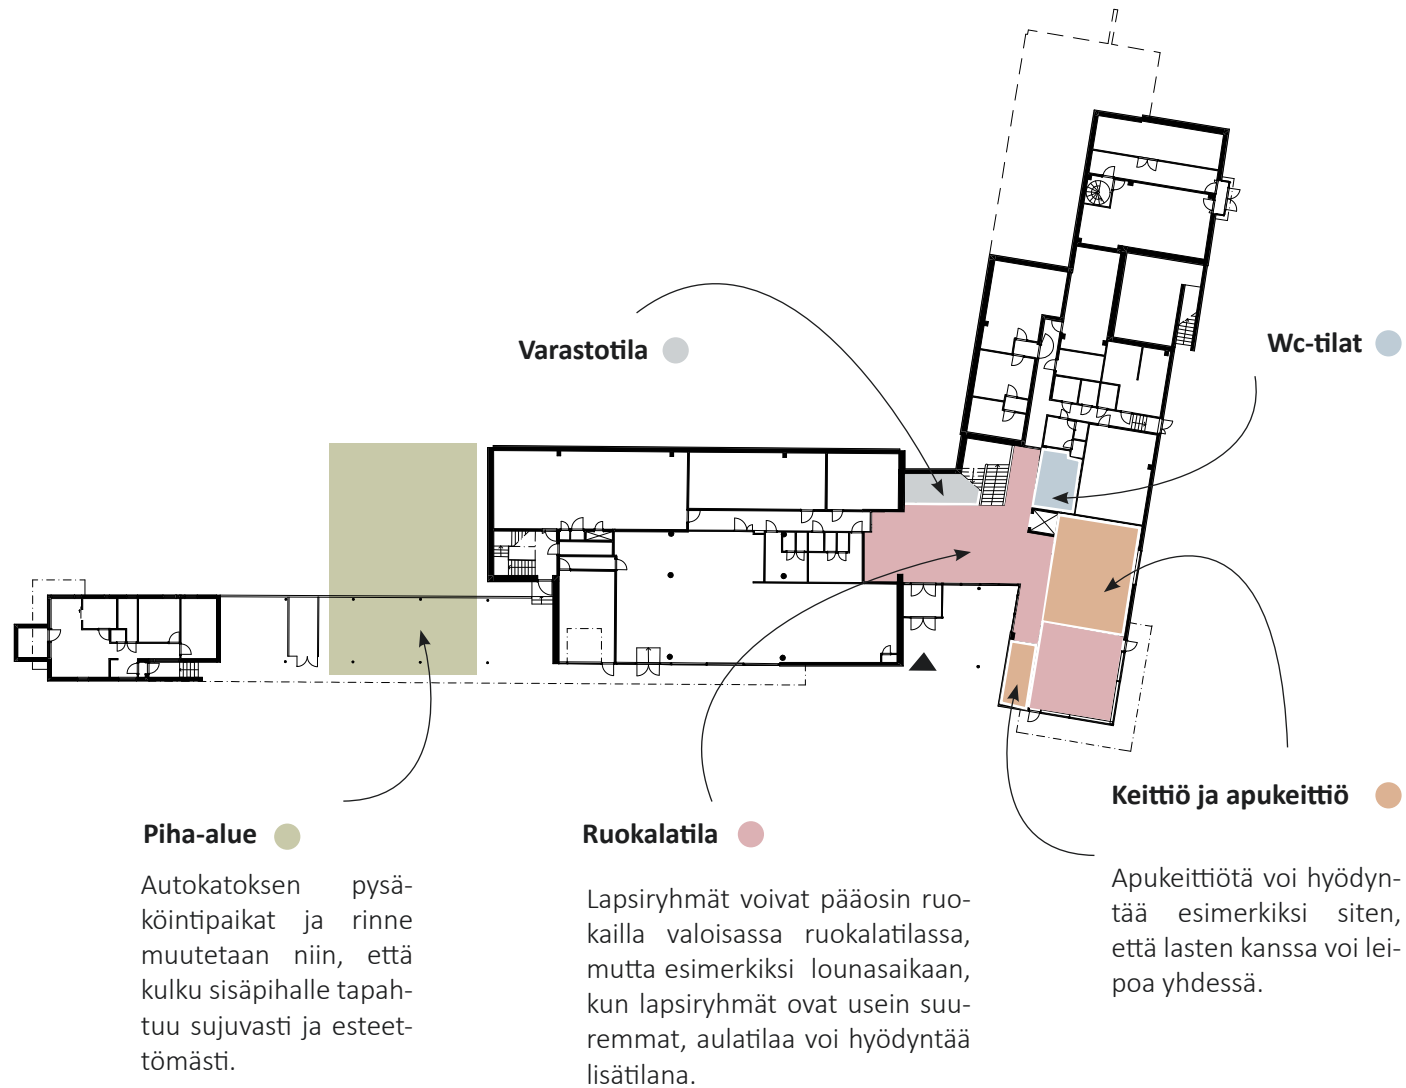 Varastotila
Wc-tilat
Piha-alue
Autokatoksen pysä-
köintipaikat ja rinne
muutetaan niin, että
kulku sisäpihalle tapah-
tuu sujuvasti ja esteet-
tömästi.
Ruokalatila
Lapsiryhmät voivat pääosin ruo-
kailla valoisassa ruokalatilassa,
mutta esimerkiksi lounasaikaan,
kun lapsiryhmät ovat usein suu-
remmat, aulatilaa voi hyödyntää
lisätilana.
Keittiö ja apukeittiö
Apukeittiötä voi hyödyn-
tää esimerkiksi siten,
että lasten kanssa voi lei-
poa yhdessä.